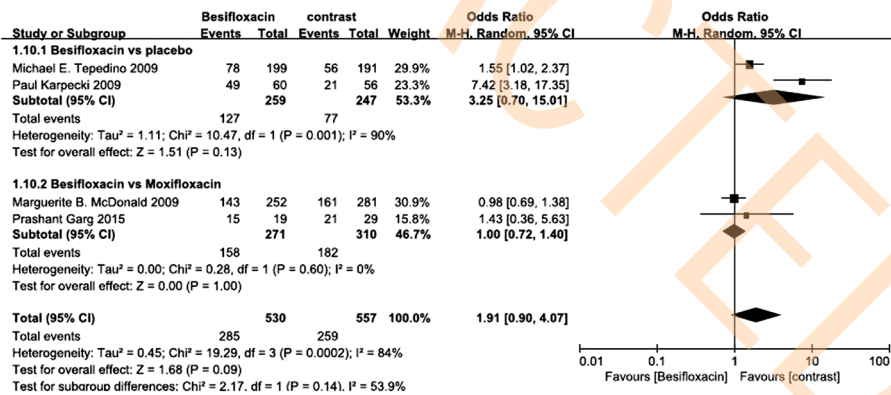 Besifloxacin contrast Odds Ratio Odds Ratio
Study or Subgroup Events Total Events Total Weight M-H, Random, 95% CI M-H, Random, 95% CI
1.10.1 Besifloxacin vs placebo
Michael E. Tepedino 2009 78 199 56 191 29.9% 1.55 [1.02, 2.37]
Paul Karpecki 2009 49 60 21 56 23.3% 7.42 [3.18, 17.35]
Subtotal (95% CI) 259 247 53.3% 3.25 [0.70, 15.01]
Total events 127 77
Heterogeneity: Tau² = 1.11; Chi² = 10.47, df = 1 (P = 0.001); I² = 90%
Test for overall effect: Z = 1.51 (P = 0.13)
1.10.2 Besifloxacin vs Moxifloxacin
Marguerite B. McDonald 2009 143 252 161 281 30.9% 0.98 [0.69, 1.38]
Prashant Garg 2015 15 19 21 29 15.8% 1.43 [0.36, 5.63]
Subtotal (95% CI) 271 310 46.7% 1.00 [0.72, 1.40]
Total events 158 182
Heterogeneity: Tau² = 0.00; Chi² = 0.28, df = 1 (P = 0.60); I² = 0%
Test for overall effect: Z = 0.00 (P = 1.00)
Total (95% CI) 530 557 100.0% 1.91 [0.90, 4.07]
Total events 285 259
Heterogeneity: Tau² = 0.45; Chi² = 19.29, df = 3 (P = 0.0002); I² = 84%
Test for overall effect: Z = 1.68 (P = 0.09)
Test for subgroup differences: Chi² = 2.17, df = 1 (P = 0.14), I² = 53.9%
0.01 0.1 1 10 100
Favours [Besifloxacin] Favours [contrast]